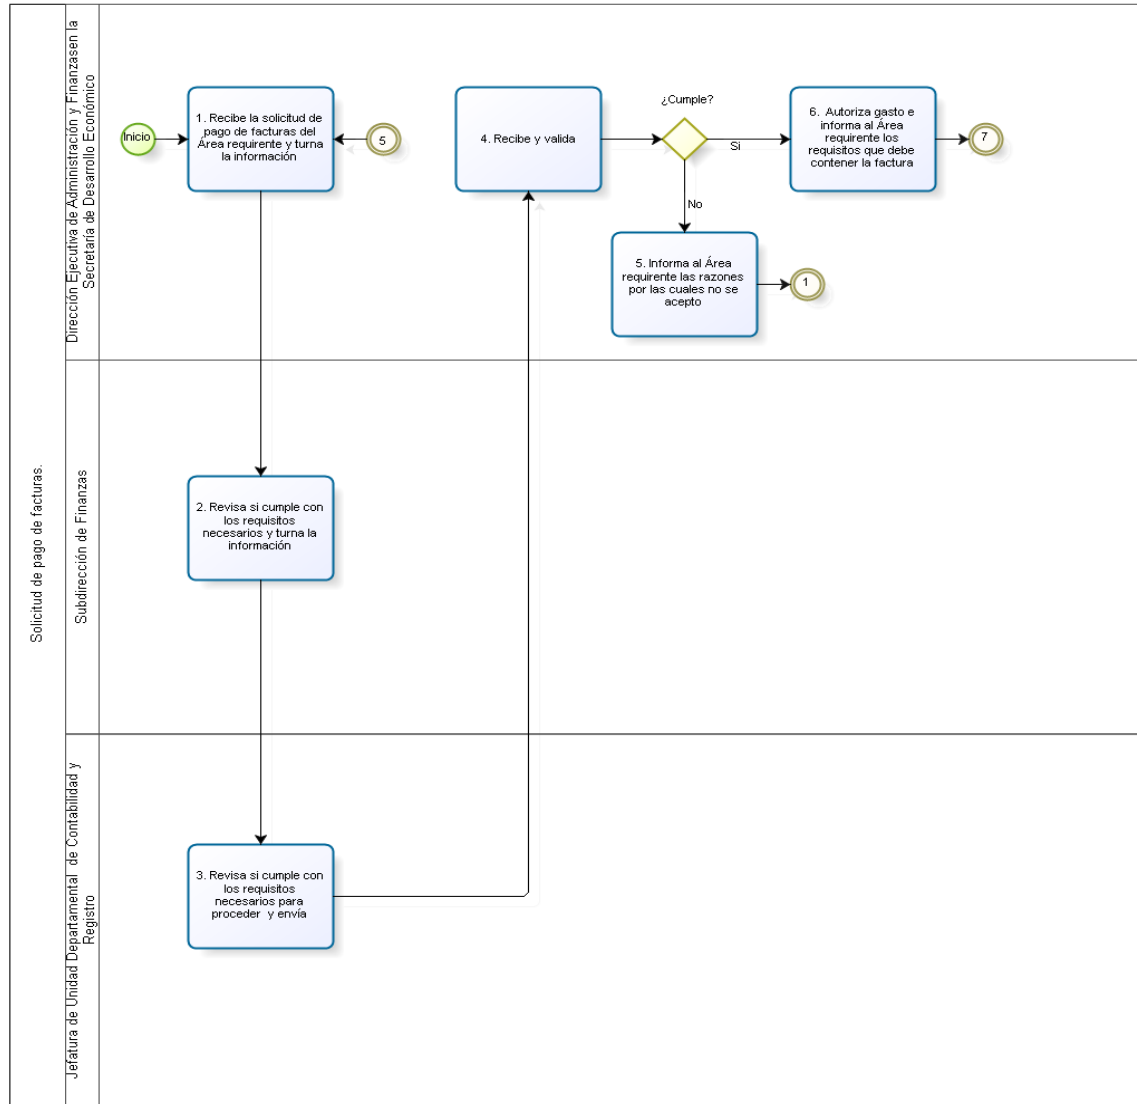 Solicitud de pago de facturas.
Dirección Ejecutiva de Administración y Finanzasen la
Secretaría de Desarrollo Económico
Inicio
1. Recibe la solicitud de
pago de facturas del
Área requirente y turna
la información
5
4. Recibe y valida
¿Cumple?
Si
No
6. Autoriza gasto e
informa al Área
requirente los
requisitos que debe
contener la factura
7
5. Informa al Área
requirente las razones
por las cuales no se
acepto
1
Subdirección de Finanzas
2. Revisa si cumple con
los requisitos
necesarios y turna la
información
Jefatura de Unidad Departamental de Contabilidad y
Registro
3. Revisa si cumple con
los requisitos
necesarios para
proceder y envía